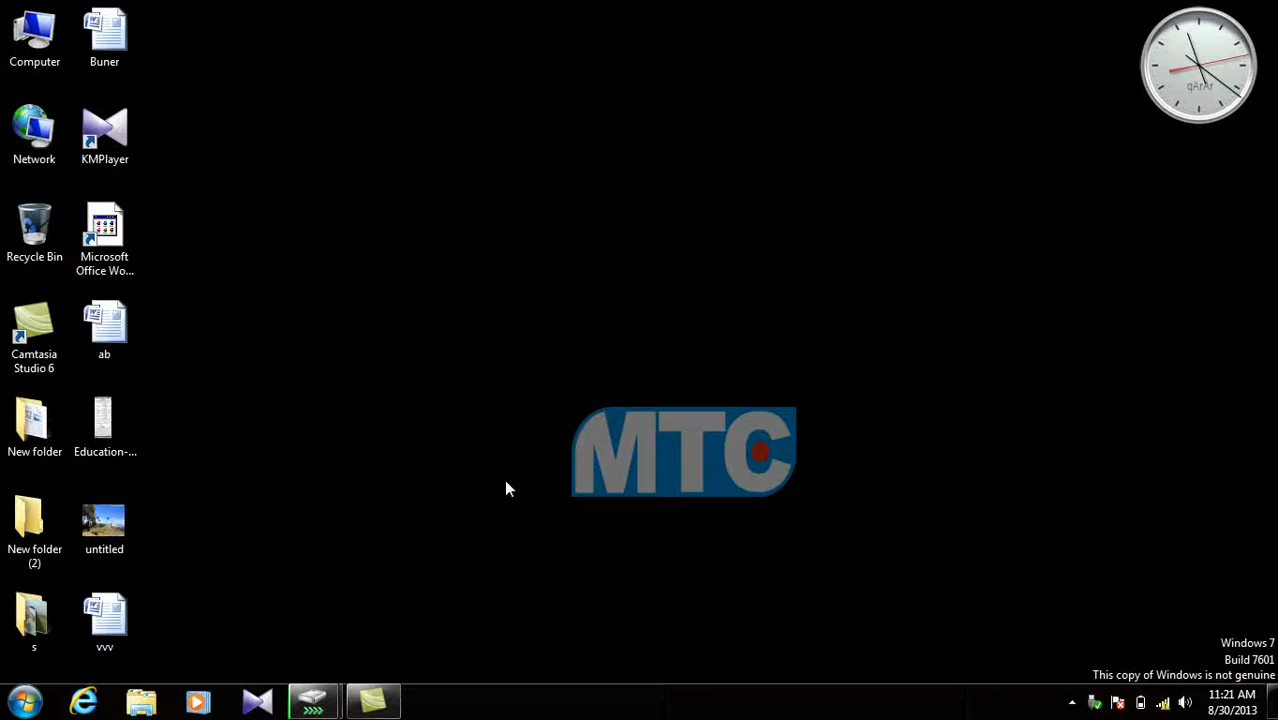 Computer
Buner
Network
KMPlayer
Recycle Bin
Microsoft
Office Wo...
Camtasia
Studio 6
ab
New folder
Education-...
New folder
(2)
untitled
s
vvv
qArAr
MTC
Windows 7
Build 7601
This copy of Windows is not genuine
11:21 AM
8/30/2013